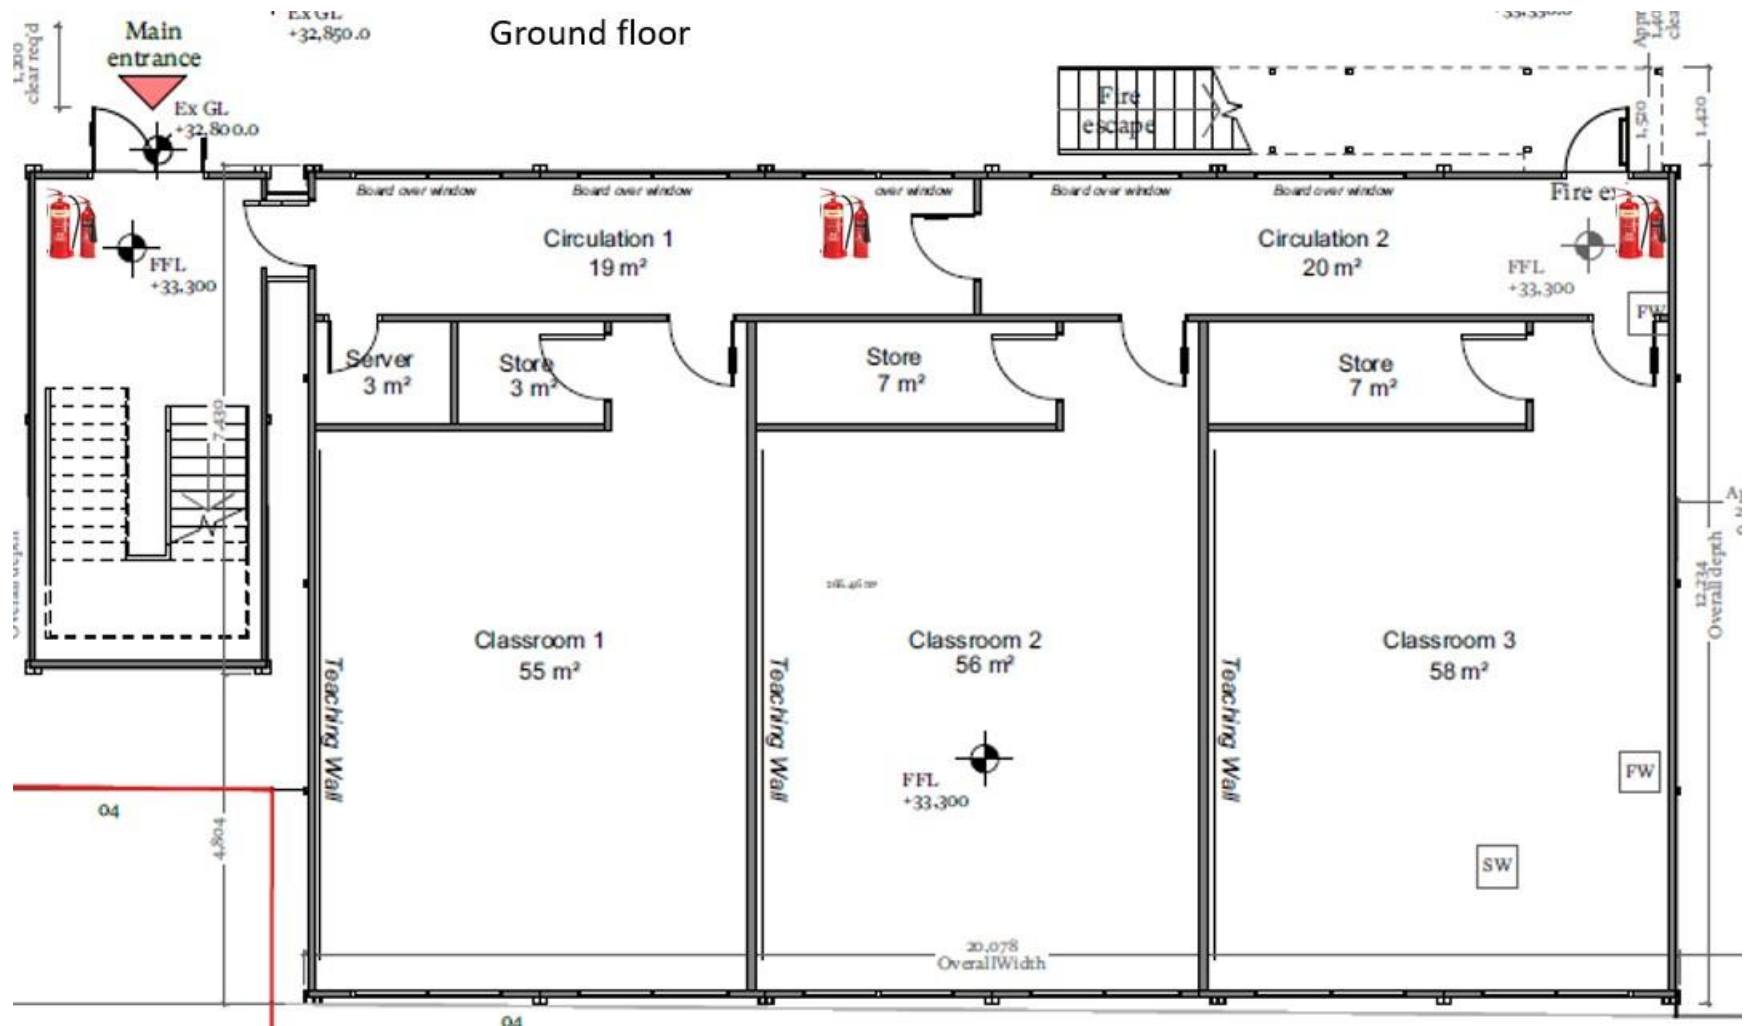 Ground floor
Ex GL
+32,850.0
Main
entrance
1,200
clear req'd
Ex GL
+32,800.0
Fire
escape
1,520
1,420
Board over window
Board over window
over window
Board over window
Board over window
Fire
FFL
+33,300
Circulation 1
19 m²
Circulation 2
20 m²
FFL
+33,300
FW
Server
3 m²
Store
3 m²
Store
7 m²
Store
7 m²
7,430
Classroom 1
55 m²
Classroom 2
56 m²
Classroom 3
58 m²
Teaching Wall
Teaching Wall
Teaching Wall
12,234
Overall depth
Overall depth
FFL
+33,300
FW
SW
04
4,804
20,078
Overall Width
04